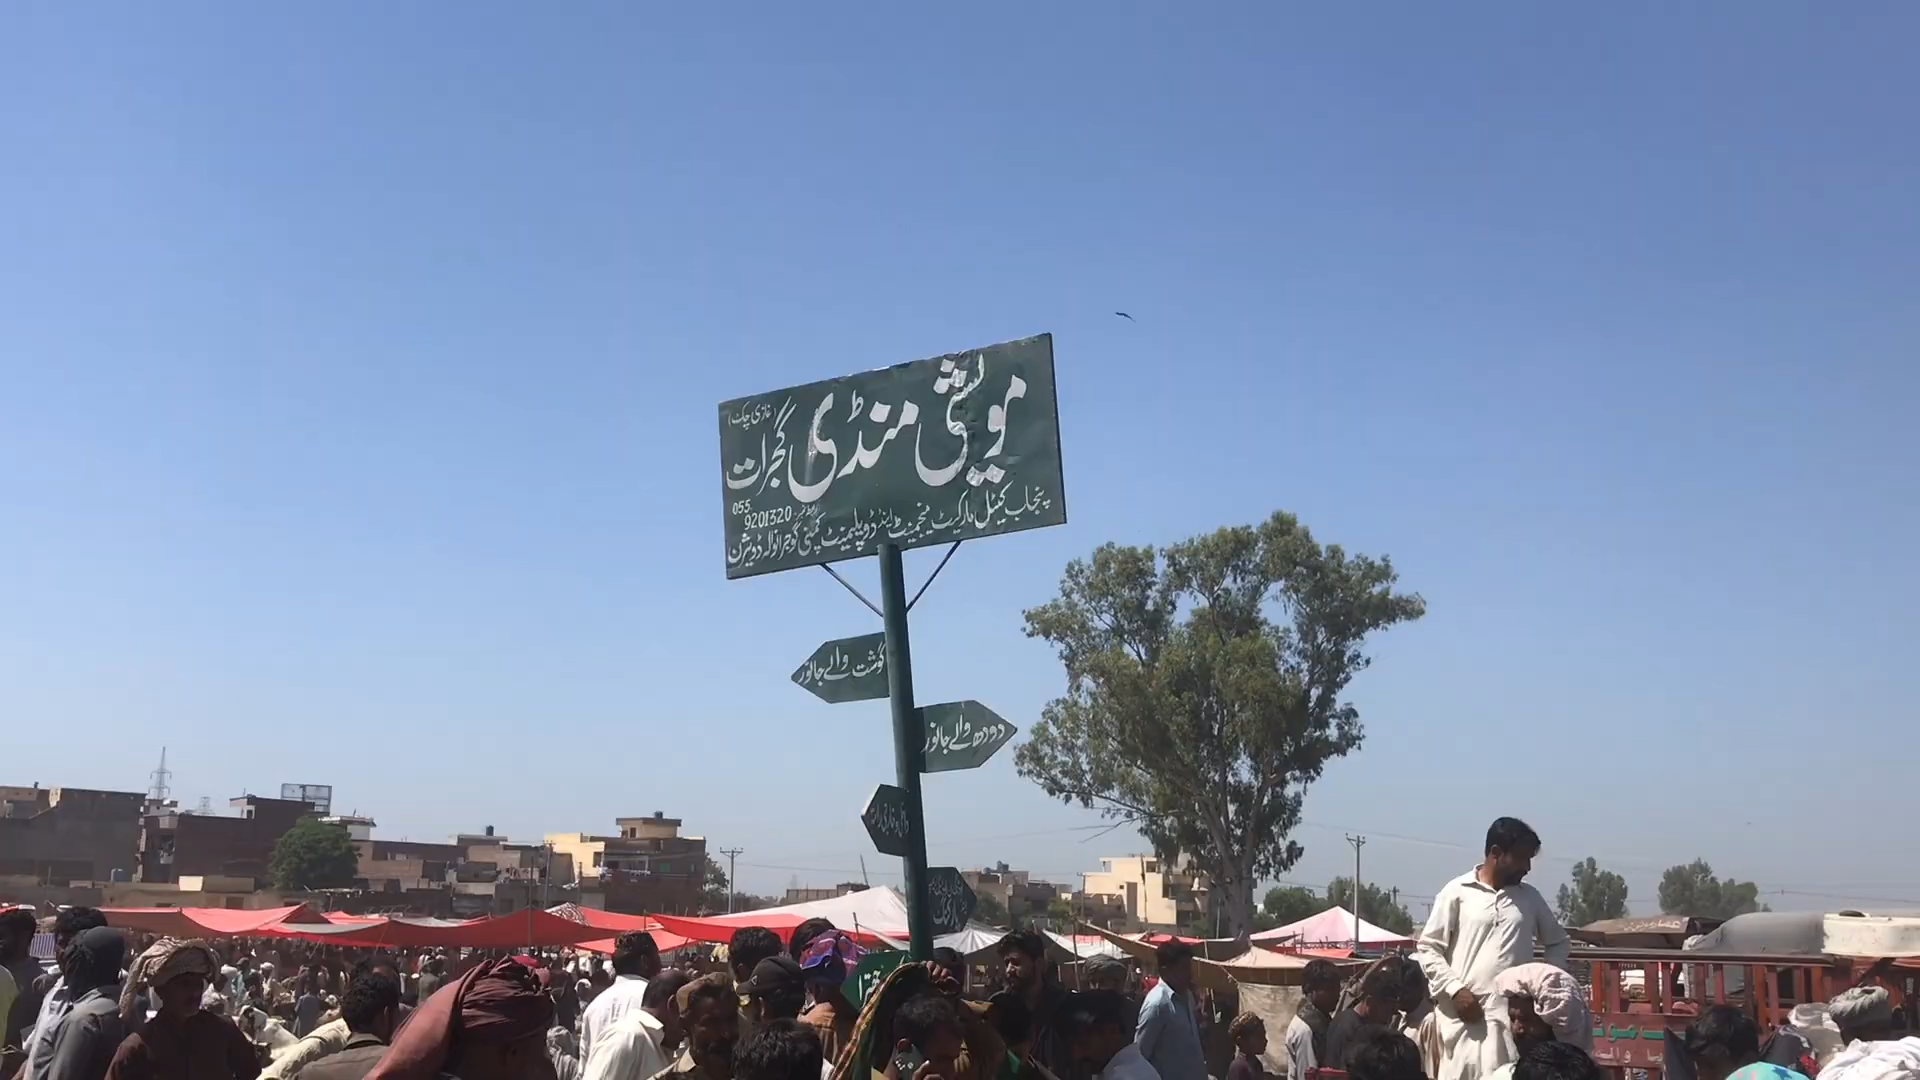 مویشی منڈی گجرات
(غازی چک)
055
9201320
پنجاب کیٹل مارکیٹ مینجمنٹ اینڈ ڈویلپمنٹ کمپنی گوجرانوالہ ڈویژن
گوشت والے جانور
دودھ والے جانور